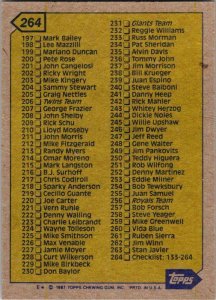 264
197 Mark Bailey
198 Lee Mazzilli
199 Mariano Duncan
200 Pete Rose
201 John Cangelosi
202 Ricky Wright
203 Mike Kingery
204 Sammy Stewart
205 Graig Nettles
206 Twins Team
207 George Frazier
208 John Shelby
209 Rick Schu
210 Lloyd Moseby
211 John Morris
212 Mike Fitzgerald
213 Randy Myers
214 Omar Moreno
215 Mark Langston
216 B.J. Surhoff
217 Chris Codiroli
218 Sparky Anderson
219 Cecilio Guante
220 Joe Carter
221 Vern Ruhle
222 Denny Walling
223 Charlie Leibrandt
224 Wayne Tolleson
225 Mike Smithson
226 Max Venable
227 Jamie Moyer
228 Curt Wilkerson
229 Mike Birkbeck
230 Don Baylor
231 Giants Team
232 Reggie Williams
233 Russ Morman
234 Pat Sheridan
235 Alvin Davis
236 Tommy John
237 Jim Morrison
238 Bill Krueger
239 Juan Espino
240 Steve Balboni
241 Danny Heep
242 Rick Mahler
243 Whitey Herzog
244 Dickie Noles
245 Willie Upshaw
246 Jim Dwyer
247 Jeff Reed
248 Gene Walter
249 Jim Pankovits
250 Teddy Higuera
251 Rob Wilfong
252 Denny Martinez
253 Eddie Milner
254 Bob Tewksbury
255 Juan Samuel
256 Royals Team
257 Bob Forsch
258 Steve Yeager
259 Mike Greenwell
260 Vida Blue
261 Ruben Sierra
262 Jim Winn
263 Stan Javier
264 Checklist: 133-264
© 1987 TOPPS CHEWING GUM, INC. PRTD. IN U.S.A.
TOPPS